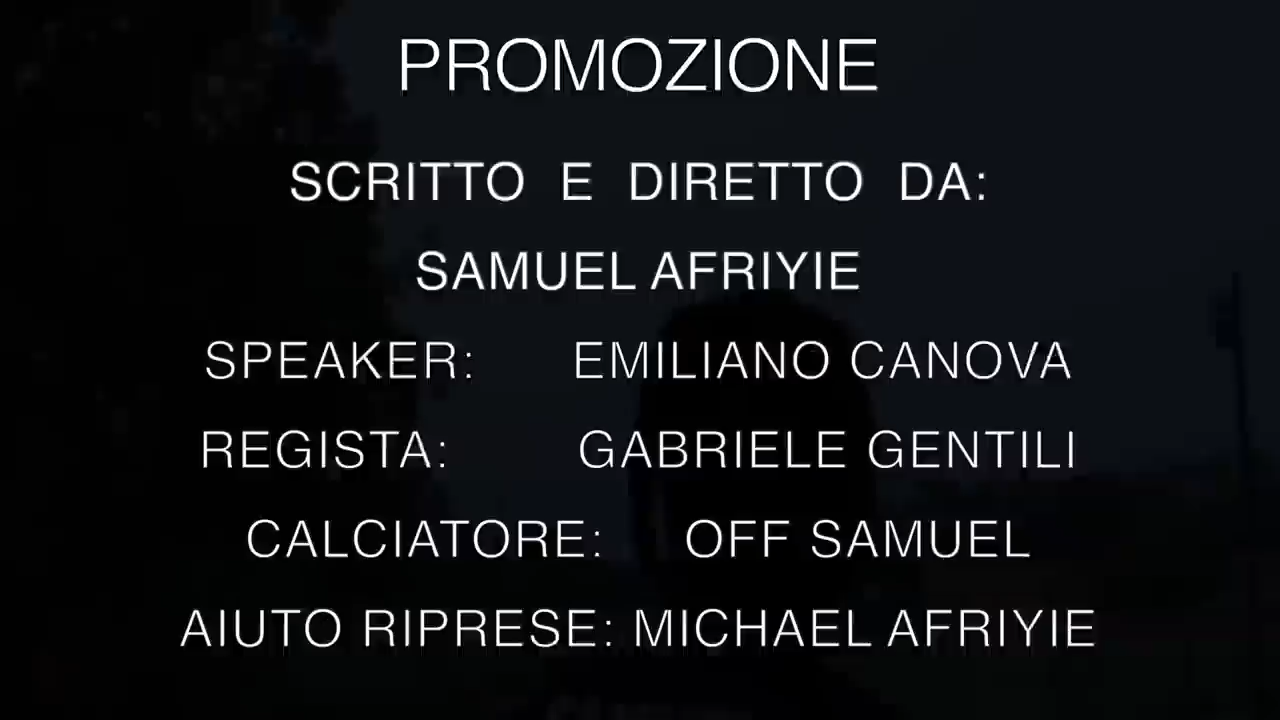 PROMOZIONE
SCRITTO E DIRETTO DA:
SAMUEL AFRIYIE
SPEAKER: EMILIANO CANOVA
REGISTA: GABRIELE GENTILI
CALCIATORE: OFF SAMUEL
AIUTO RIPRESE: MICHAEL AFRIYIE